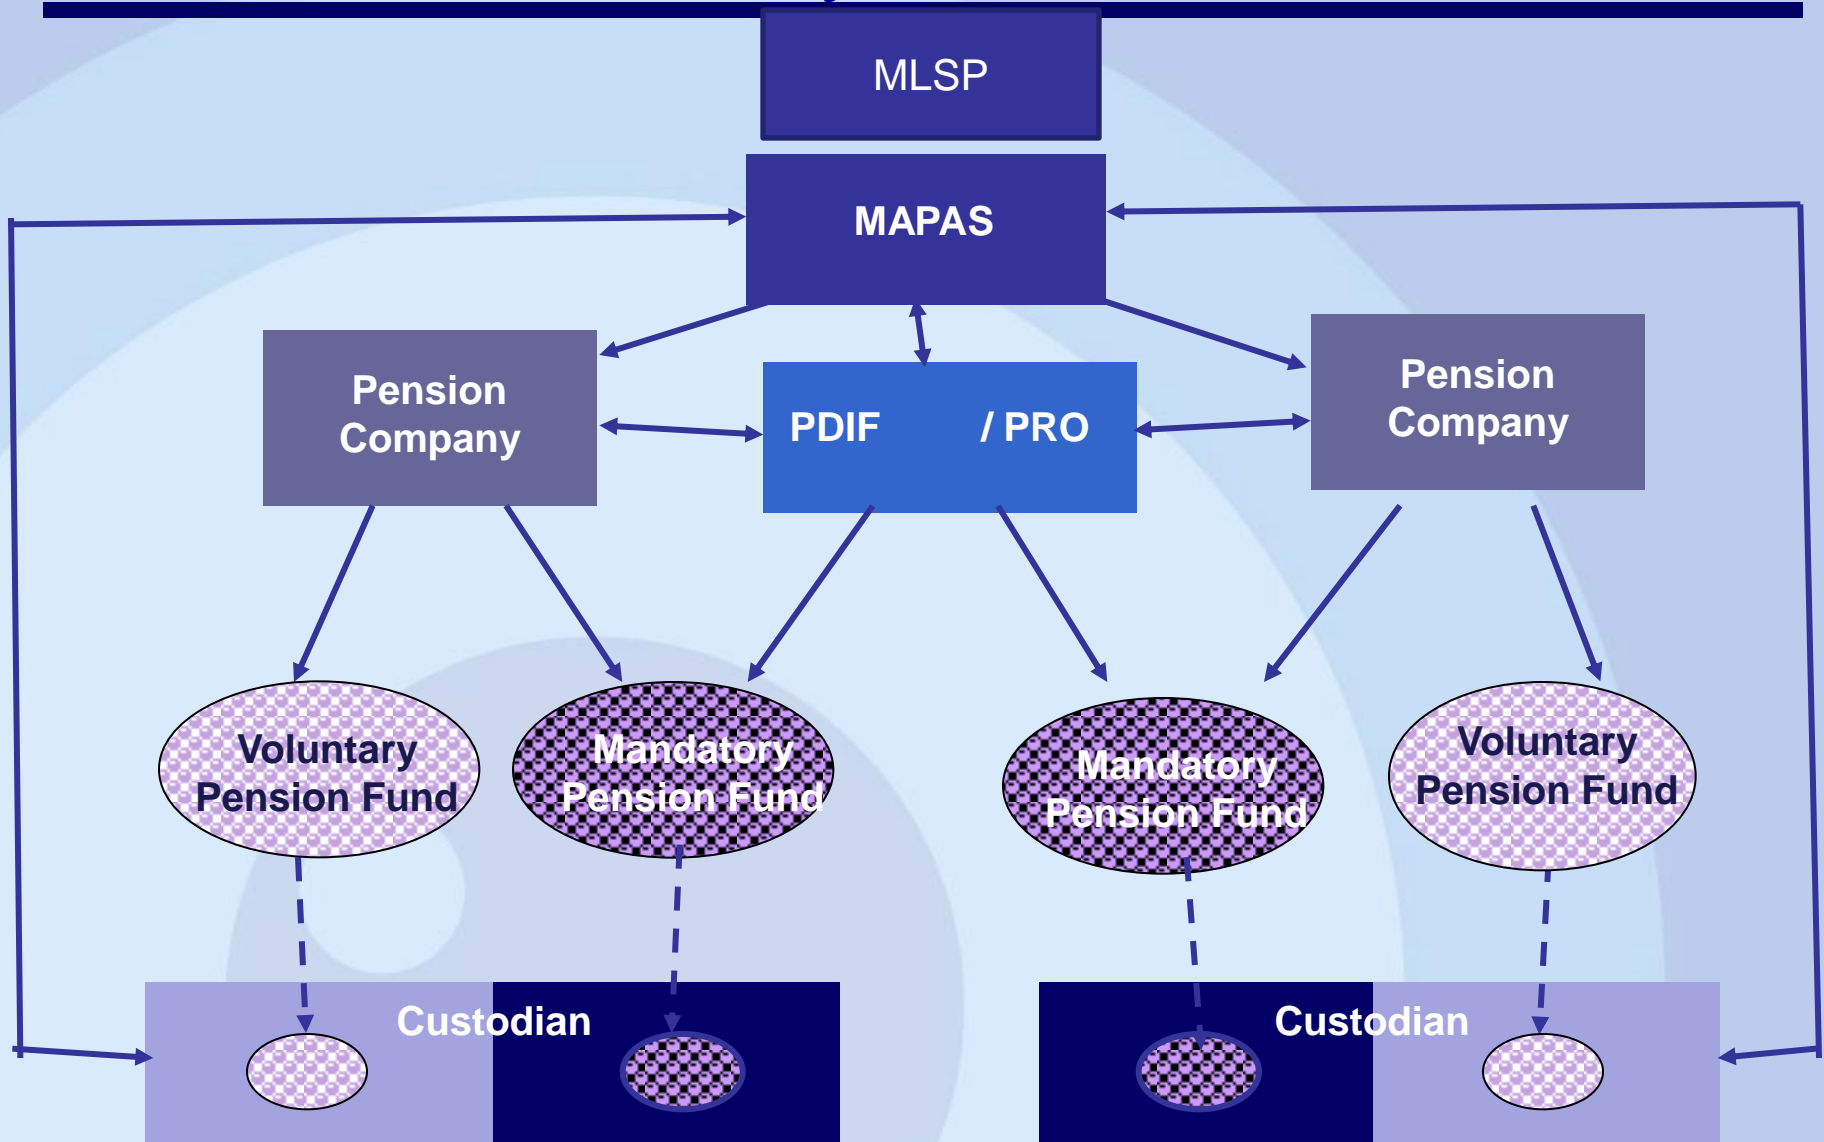 MLSP
MAPAS
Pension
Company
PDIF / PRO
Pension
Company
Voluntary
Pension Fund
Mandatory
Pension Fund
Mandatory
Pension Fund
Voluntary
Pension Fund
Custodian
Custodian